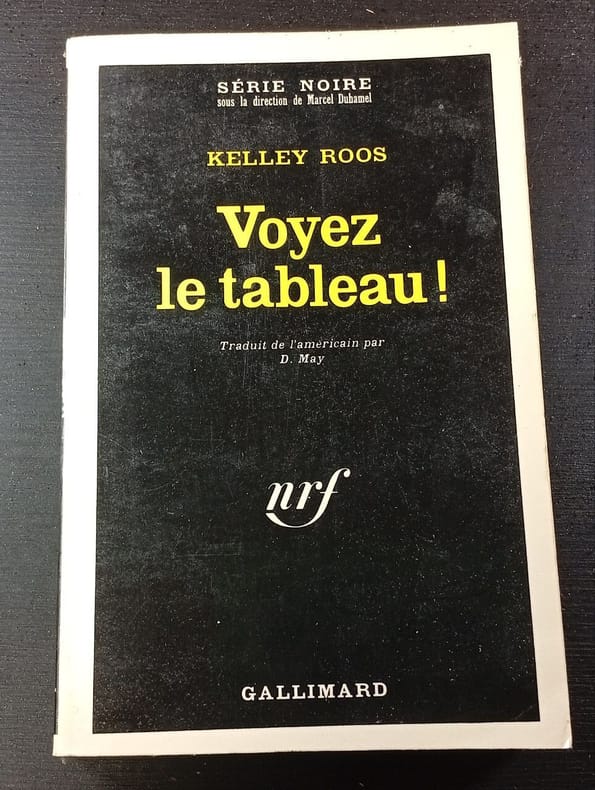 SÉRIE NOIRE
sous la direction de Marcel Duhamel
KELLEY ROOS
Voyez
le tableau !
Traduit de l'américain par
D. May
nrf
GALLIMARD